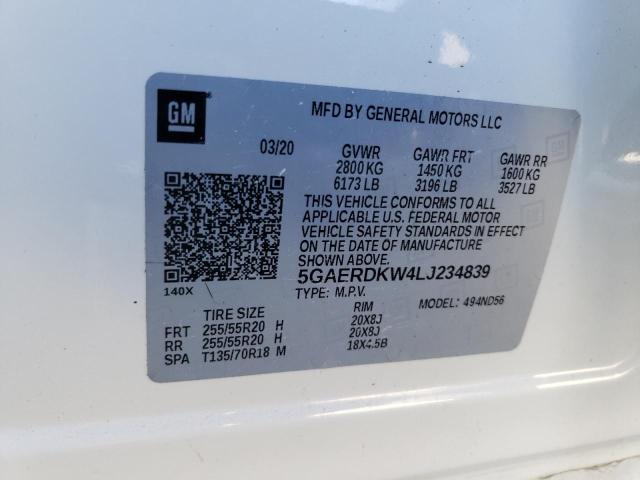 GM
MFD BY GENERAL MOTORS LLC
03/20 GVWR GAWR FRT GAWR RR
2800 KG 1450 KG 1600 KG
6173 LB 3196 LB 3527 LB
THIS VEHICLE CONFORMS TO ALL
APPLICABLE U.S. FEDERAL MOTOR
VEHICLE SAFETY STANDARDS IN EFFECT
ON THE DATE OF MANUFACTURE
SHOWN ABOVE.
140X
5GAERDKW4LJ234839
TYPE: M.P.V. MODEL: 494ND56
TIRE SIZE RIM
FRT 255/55R20 H 20X8J
RR 255/55R20 H 20X8J
SPA T135/70R18 M 18X4.5B